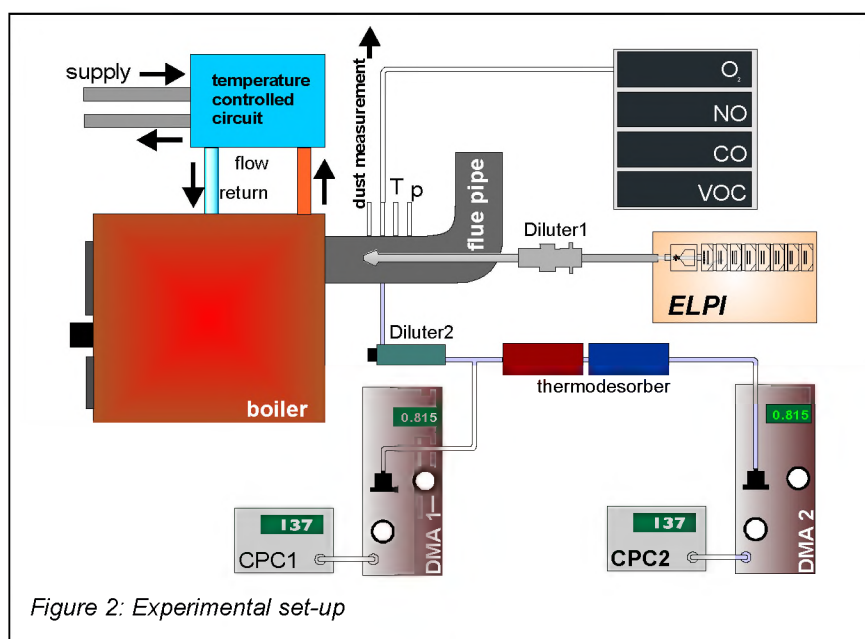 supply
temperature
controlled
circuit
flow
return
dust measurement
T p
flue pipe
O2
NO
CO
VOC
Diluter1
ELPI
Diluter2
thermodesorber
boiler
0.815
DMA 1
137
CPC1
0.815
DMA 2
137
CPC2
Figure 2: Experimental set-up